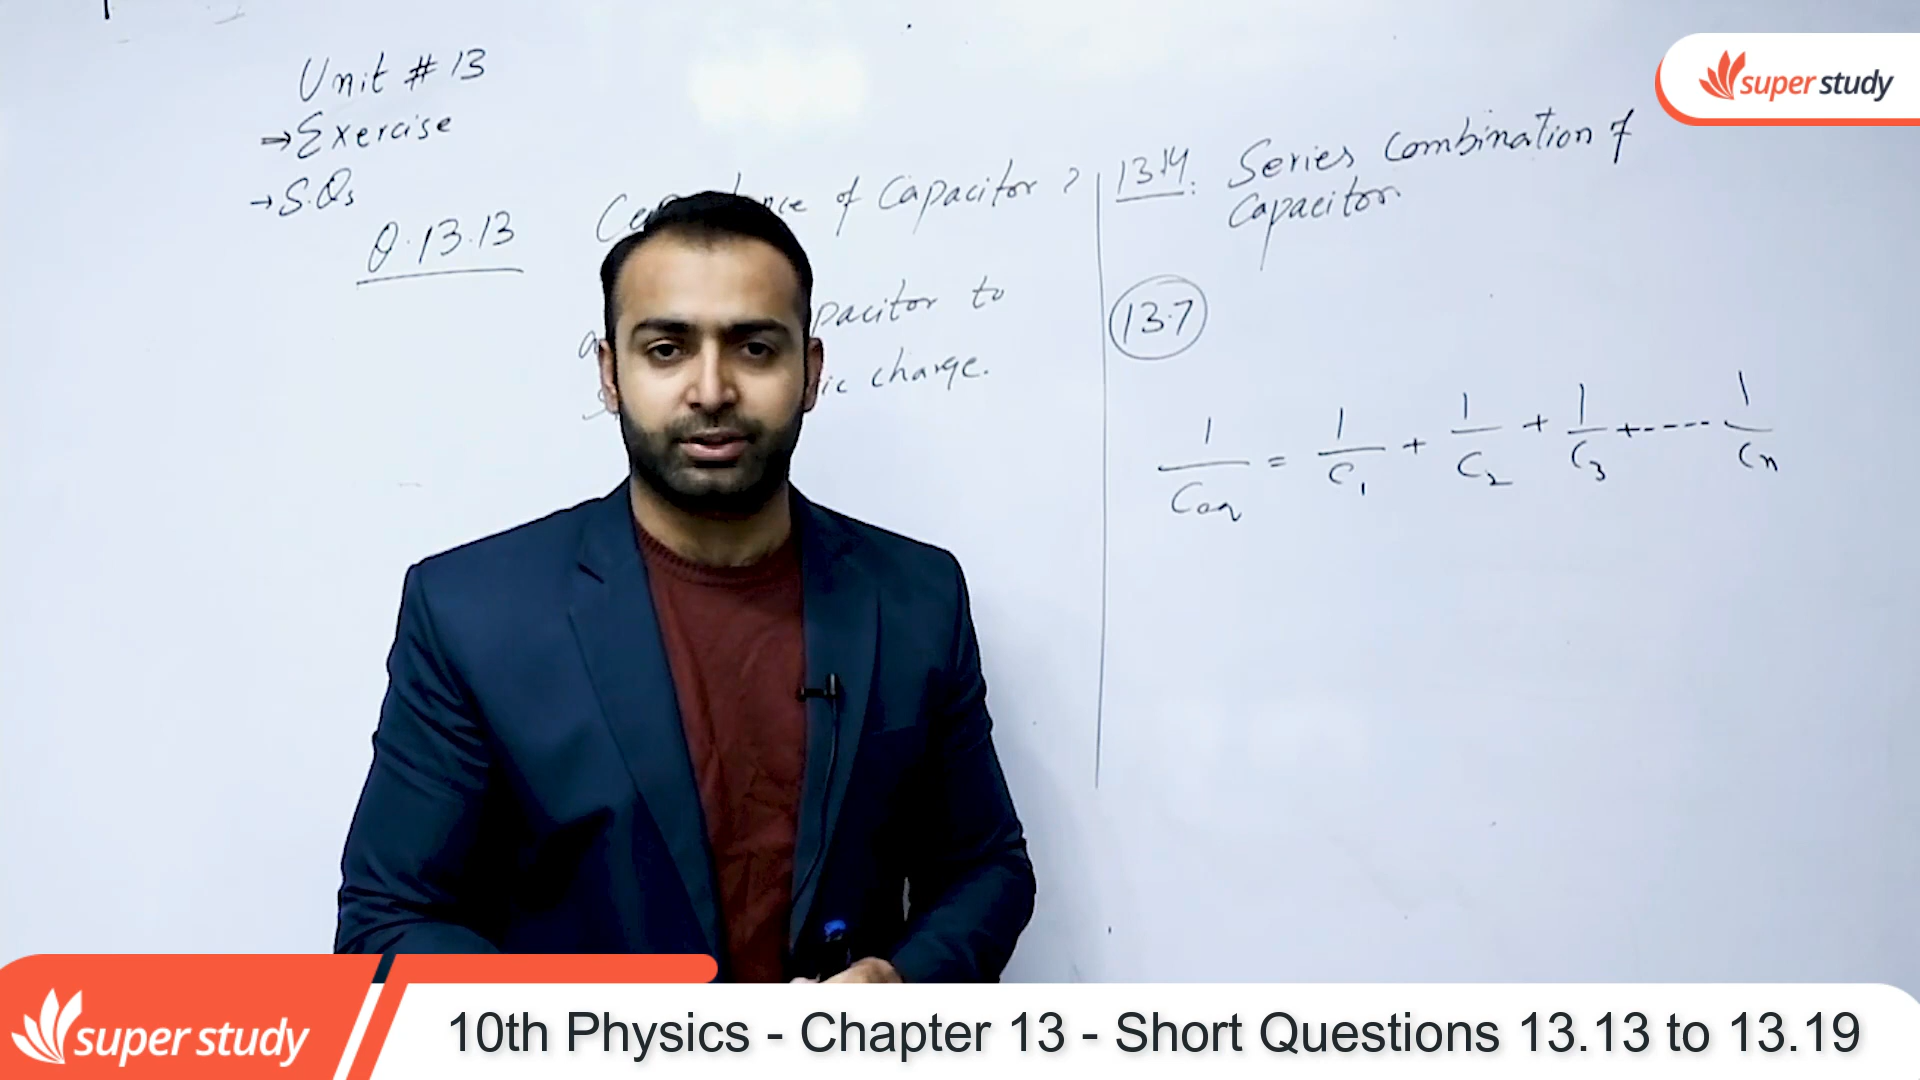 Unit # 13
→ Exercise
→ S.Qs
Q.13.13
of Capacitor ?
to
charge.
13.14: Series Combination of
Capacitor.
13.7
1/Ceq = 1/C1 + 1/C2 + 1/C3 +----- 1/Cn
super study
super study
10th Physics - Chapter 13 - Short Questions 13.13 to 13.19